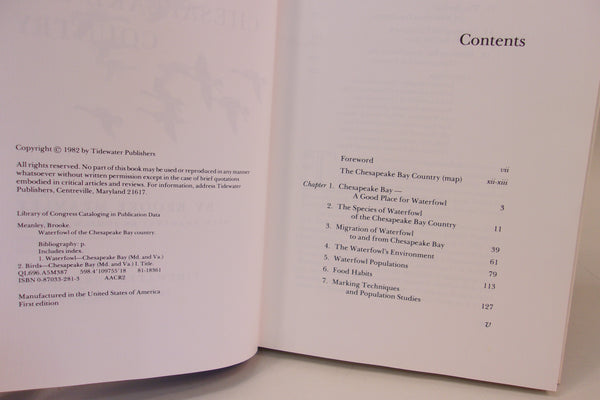 Copyright © 1982 by Tidewater Publishers
All rights reserved. No part of this book may be used or reproduced in any manner
whatsoever without written permission except in the case of brief quotations
embodied in critical articles and reviews. For information, address Tidewater
Publishers, Centreville, Maryland 21617.
Library of Congress Cataloging in Publication Data
Meanley, Brooke.
Waterfowl of the Chesapeake Bay country.
Bibliography: p.
Includes index.
1. Waterfowl—Chesapeake Bay (Md. and Va.)
2. Birds—Chesapeake Bay (Md. and Va.) I. Title.
QL696.A5M387 598.4'109755'18 81-18361
ISBN 0-87033-281-3 AACR2
Manufactured in the United States of America
First edition
Contents
Foreword vii
The Chesapeake Bay Country (map) xii-xiii
Chapter 1. Chesapeake Bay—
A Good Place for Waterfowl 3
2. The Species of Waterfowl
of the Chesapeake Bay Country 11
3. Migration of Waterfowl
to and from Chesapeake Bay 39
4. The Waterfowl's Environment 61
5. Waterfowl Populations 79
6. Food Habits 113
7. Marking Techniques
and Population Studies 127
v